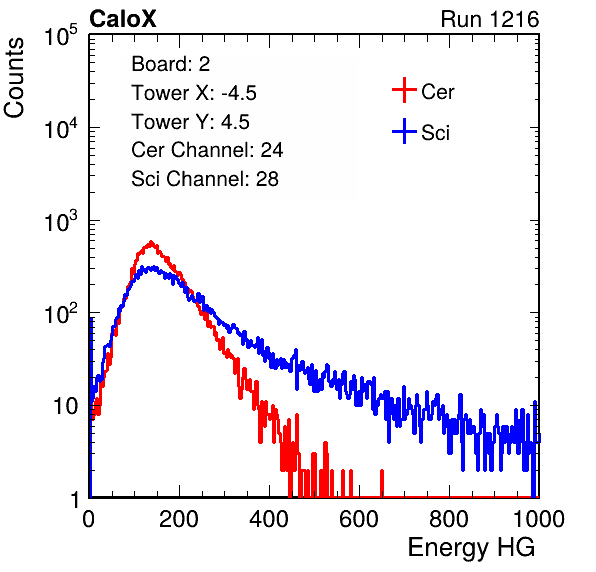 CaloX Run 1216
Counts
10^5
10^4
10^3
10^2
10
1
Board: 2
Tower X: -4.5
Tower Y: 4.5
Cer Channel: 24
Sci Channel: 28
Cer
Sci
0 200 400 600 800 1000
Energy HG